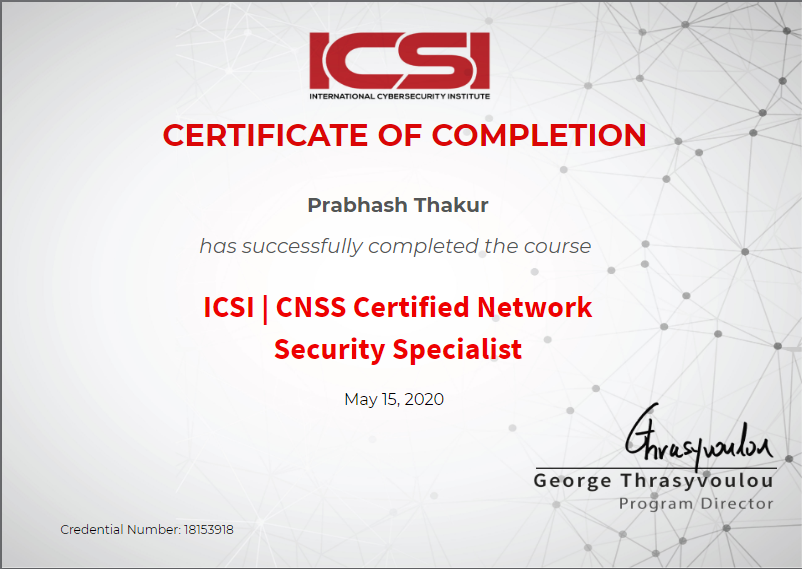 ICSI
INTERNATIONAL CYBERSECURITY INSTITUTE
CERTIFICATE OF COMPLETION
Prabhash Thakur
has successfully completed the course
ICSI | CNSS Certified Network
Security Specialist
May 15, 2020
Thrasyvoulou
George Thrasyvoulou
Program Director
Credential Number: 18153918